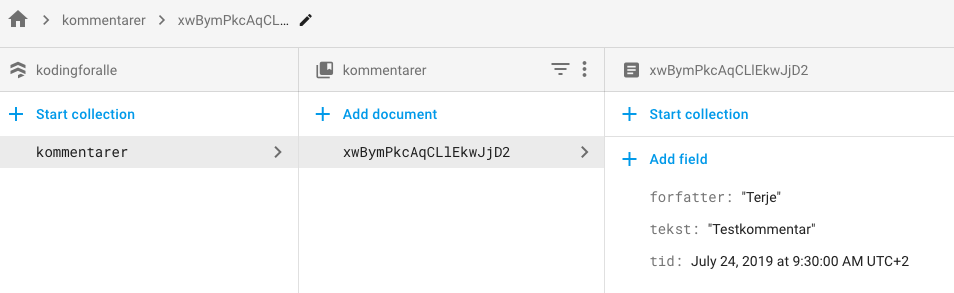 kommentarer xwBymPkcAqCL...
kodingforalle
Start collection
kommentarer
kommentarer
Add document
xwBymPkcAqCLlEkwJjD2
xwBymPkcAqCLlEkwJjD2
Start collection
Add field
forfatter: "Terje"
tekst: "Testkommentar"
tid: July 24, 2019 at 9:30:00 AM UTC+2